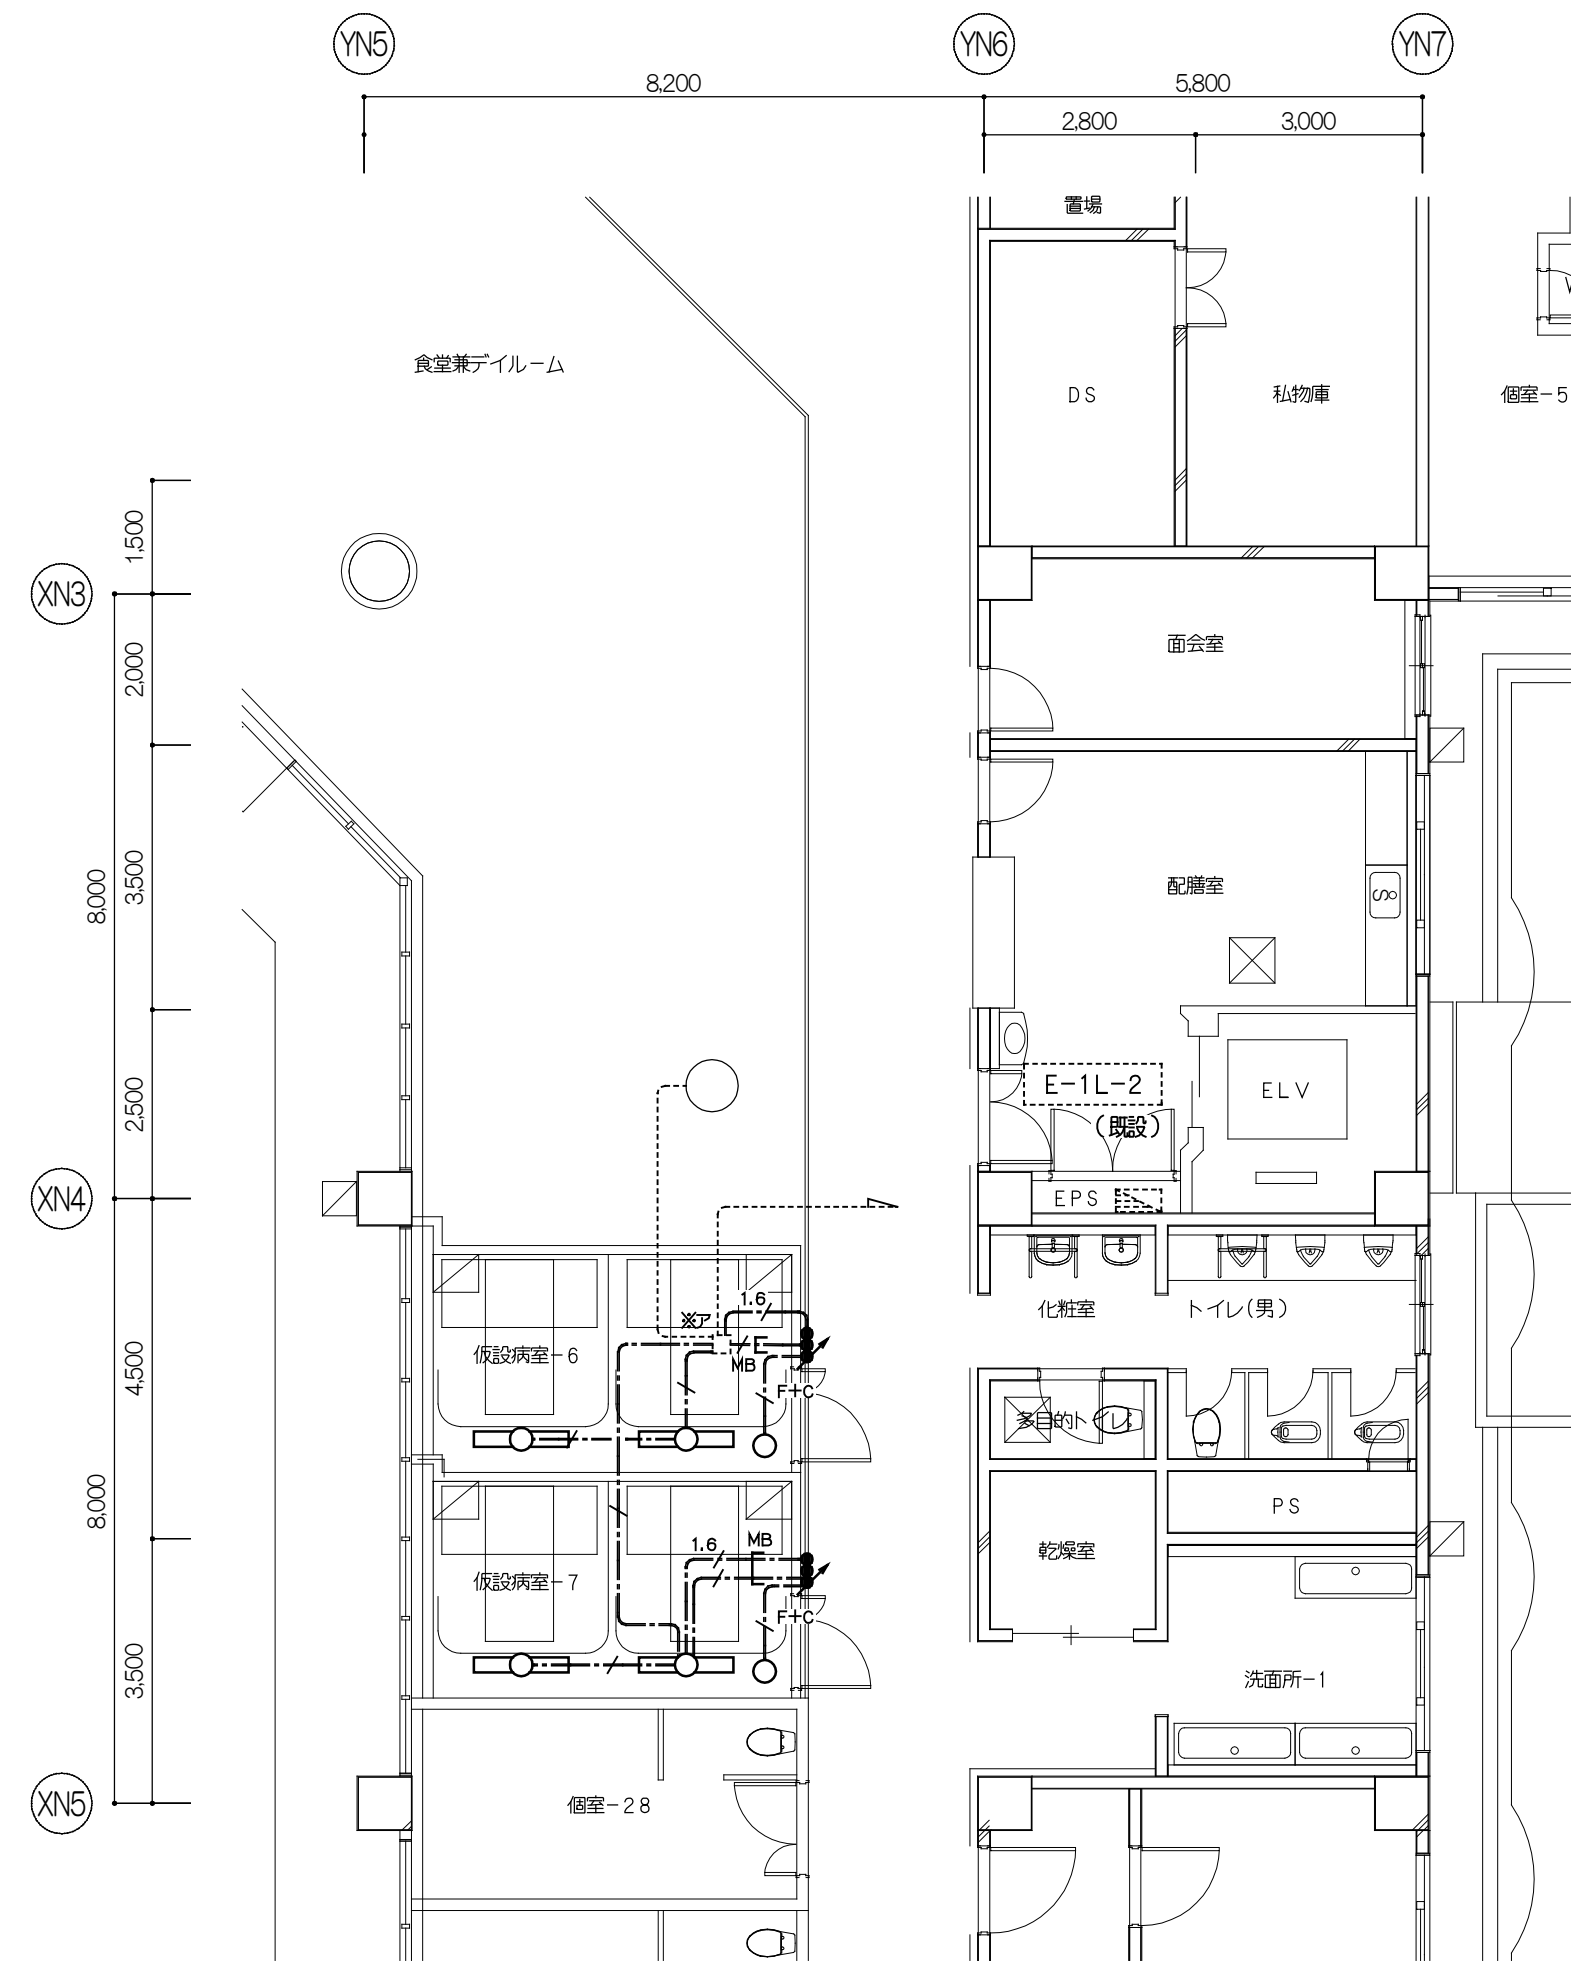 YN5
YN6
YN7
8,200
5,800
2,800
3,000
置場
食堂兼デイルーム
DS
私物庫
個室-5
1,500
XN3
2,000
面会室
8,000
3,500
配膳室
S
2,500
E-1L-2
(既設)
ELV
XN4
EPS
1.6
※ア
化粧室
トイレ(男)
仮設病室-6
MB
4,500
F+C
多目的トイレ
8,000
PS
1.6
MB
乾燥室
仮設病室-7
F+C
3,500
洗面所-1
XN5
個室-28